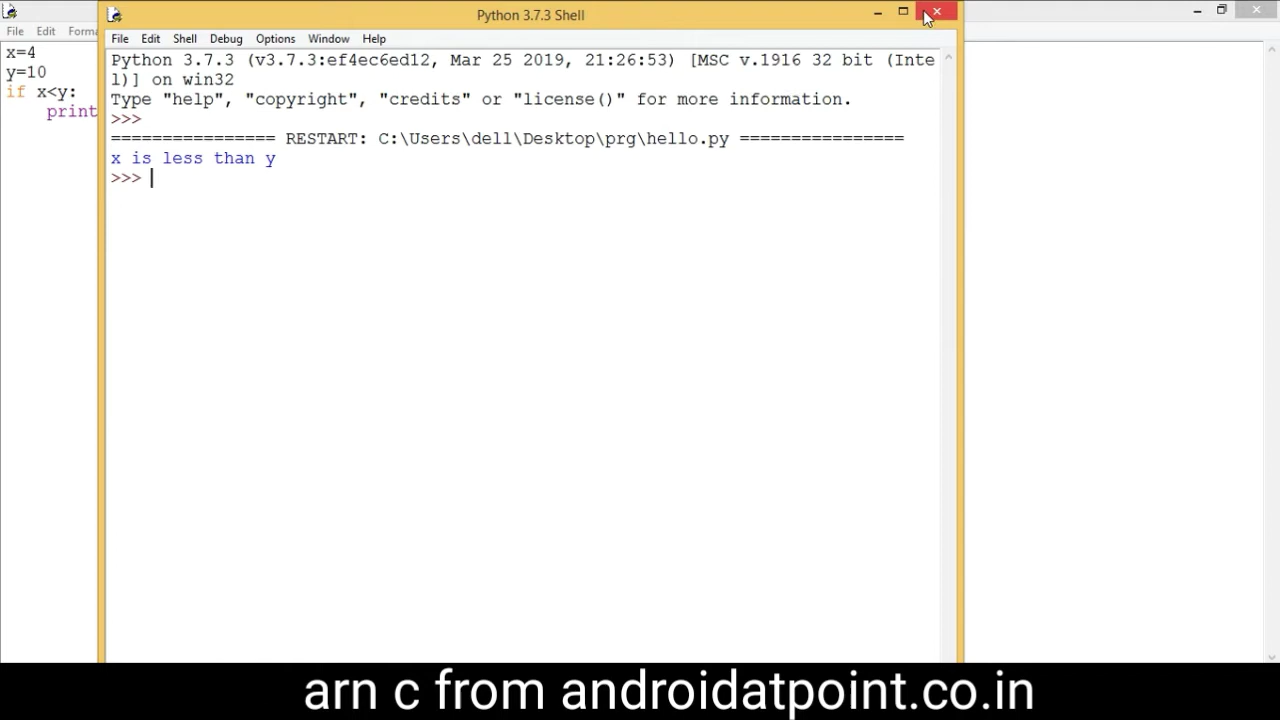 Python 3.7.3 Shell
File Edit Forma
File Edit Shell Debug Options Window Help
x=4
y=10
if x<y:
print
Python 3.7.3 (v3.7.3:ef4ec6ed12, Mar 25 2019, 21:26:53) [MSC v.1916 32 bit (Inte
l)] on win32
Type "help", "copyright", "credits" or "license()" for more information.
>>>
================ RESTART: C:\Users\dell\Desktop\prg\hello.py ================
x is less than y
>>>
arn c from androidatpoint.co.in